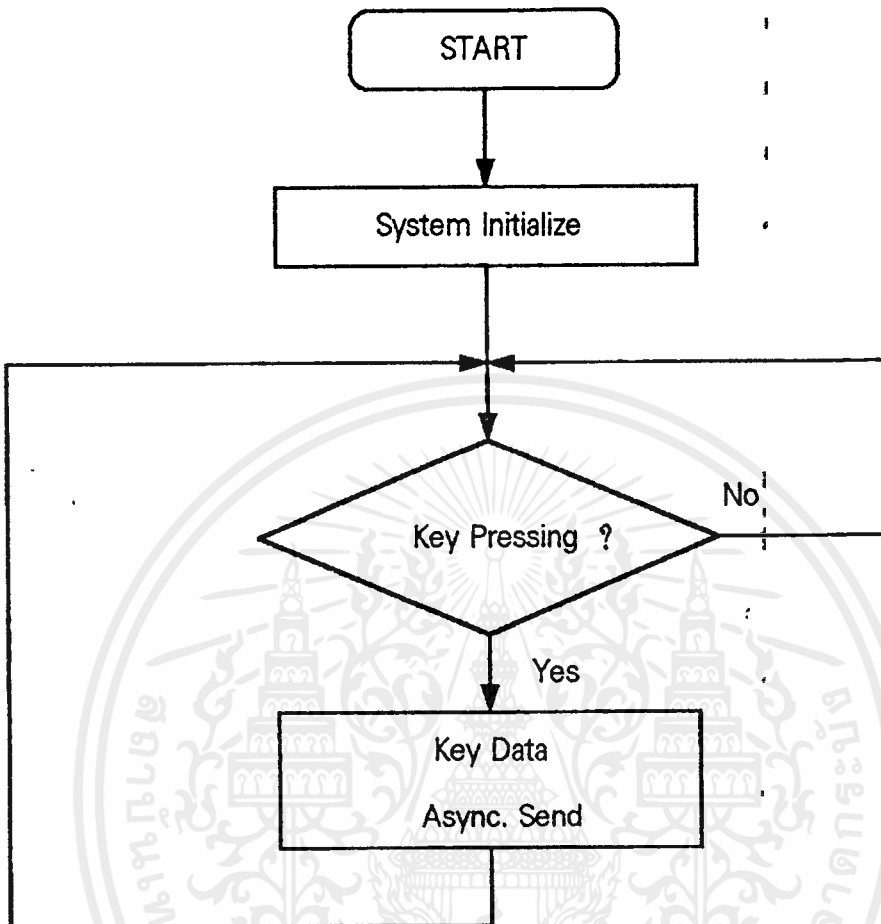 START
System Initialize
Key Pressing ?
No
Yes
Key Data
Async. Send